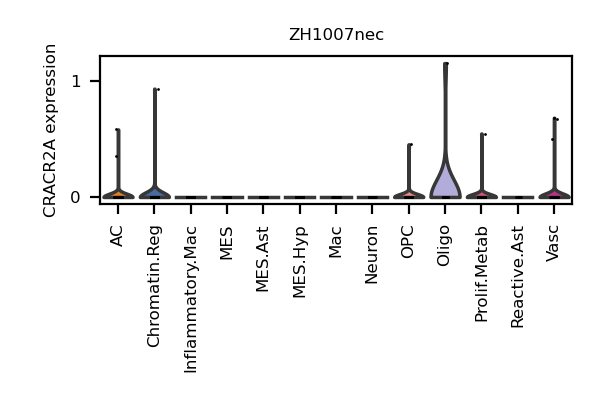 ZH1007nec
CRACR2A expression
1
0
AC
Chromatin.Reg
Inflammatory.Mac
MES
MES.Ast
MES.Hyp
Mac
Neuron
OPC
Oligo
Prolif.Metab
Reactive.Ast
Vasc